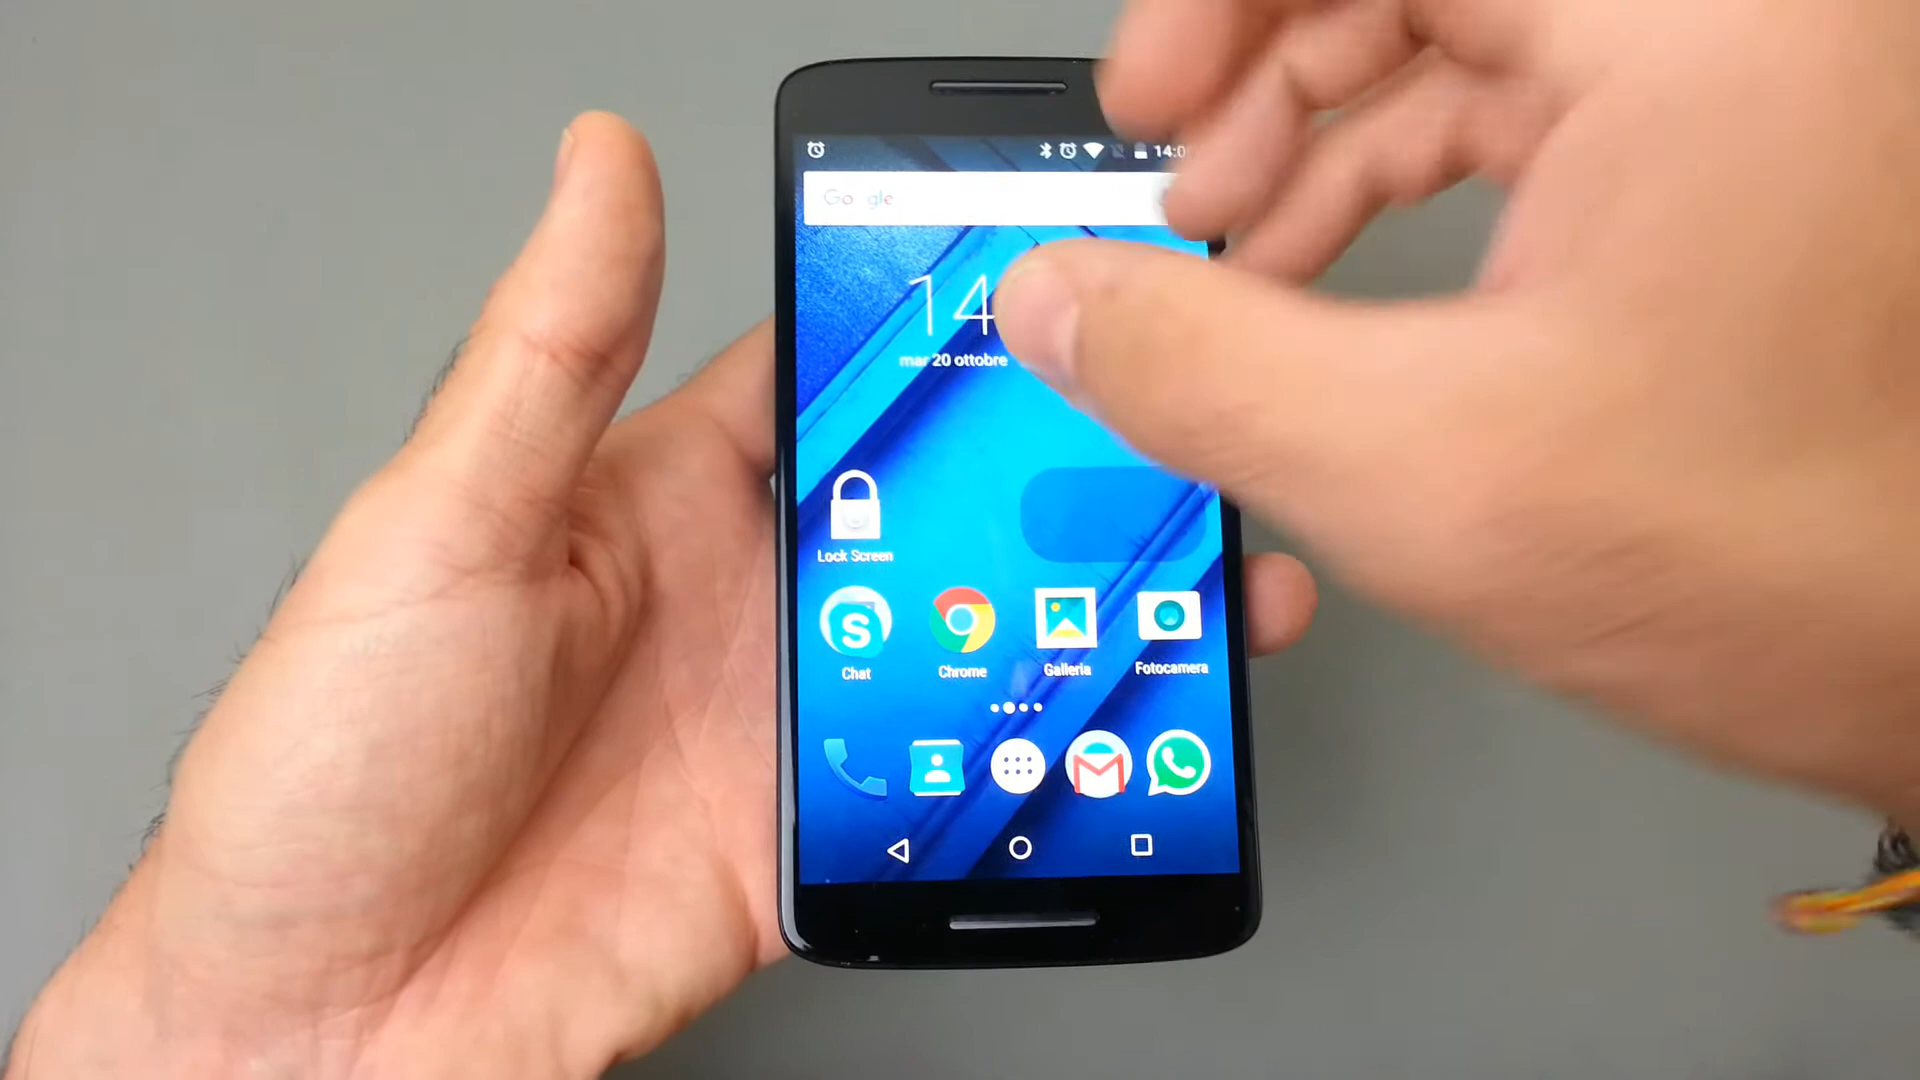 14:0
Google
14
mar 20 ottobre
Lock Screen
S
Chat Chrome Galleria Fotocamera